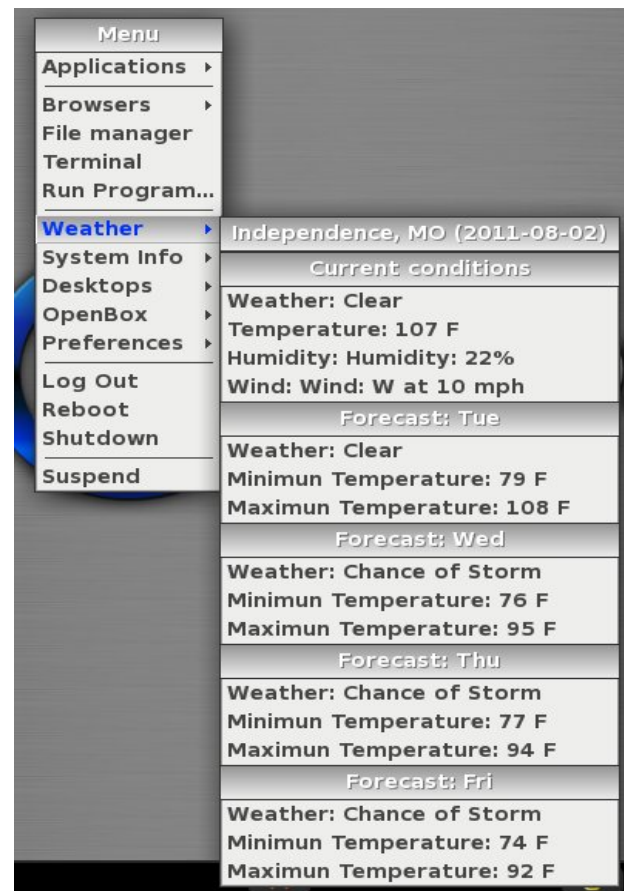 Menu
Applications
Browsers
File manager
Terminal
Run Program...
Weather
System Info
Desktops
OpenBox
Preferences
Log Out
Reboot
Shutdown
Suspend
Independence, MO (2011-08-02)
Current conditions
Weather: Clear
Temperature: 107 F
Humidity: Humidity: 22%
Wind: Wind: W at 10 mph
Forecast: Tue
Weather: Clear
Minimun Temperature: 79 F
Maximun Temperature: 108 F
Forecast: Wed
Weather: Chance of Storm
Minimun Temperature: 76 F
Maximun Temperature: 95 F
Forecast: Thu
Weather: Chance of Storm
Minimun Temperature: 77 F
Maximun Temperature: 94 F
Forecast: Fri
Weather: Chance of Storm
Minimun Temperature: 74 F
Maximun Temperature: 92 F